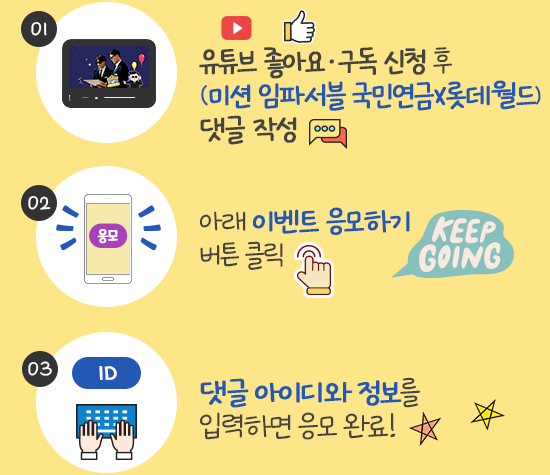 01
유튜브 좋아요·구독 신청 후
(미션 임파서블 국민연금X롯데월드)
댓글 작성
02
응모
아래 이벤트 응모하기
버튼 클릭
KEEP
GOING
03
ID
댓글 아이디와 정보를
입력하면 응모 완료!